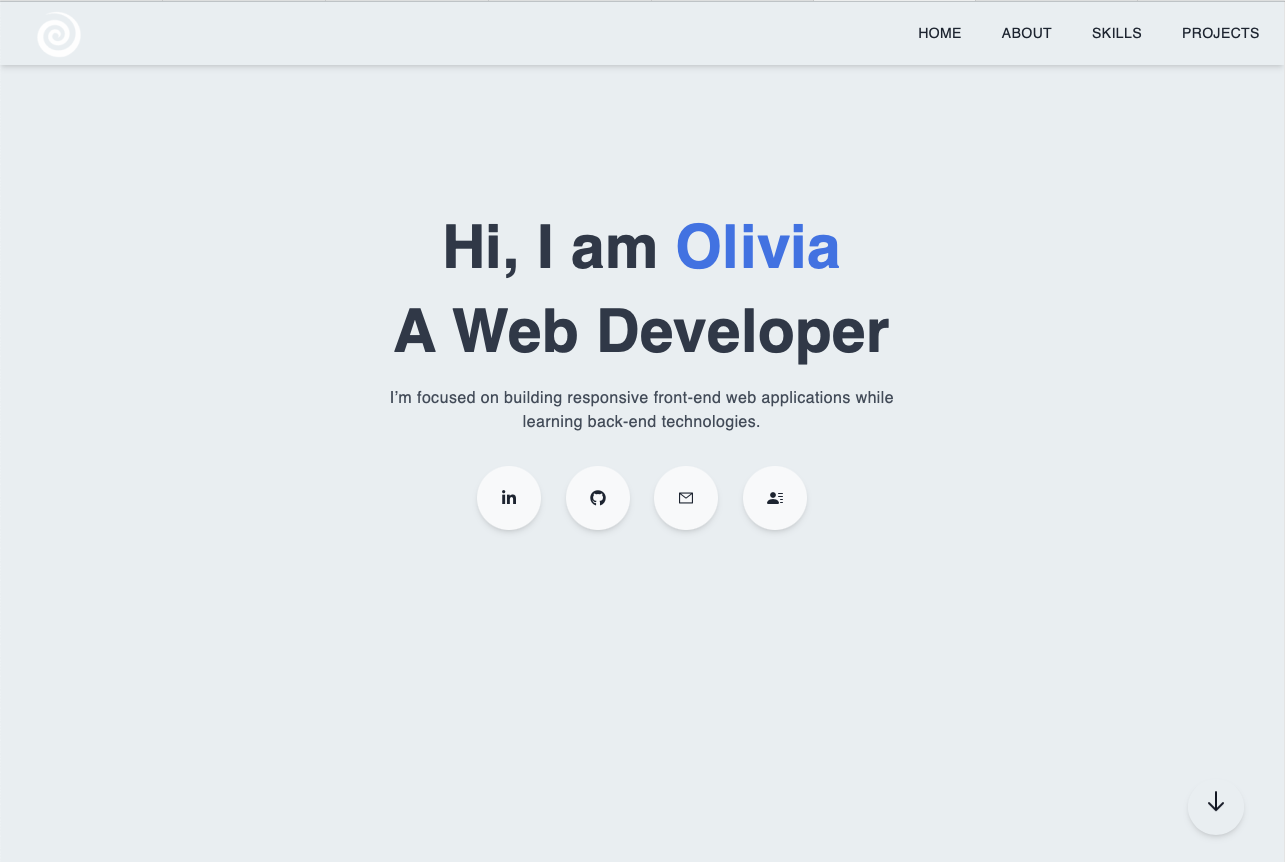 HOME ABOUT SKILLS PROJECTS
Hi, I am Olivia
A Web Developer
I’m focused on building responsive front-end web applications while
learning back-end technologies.
in